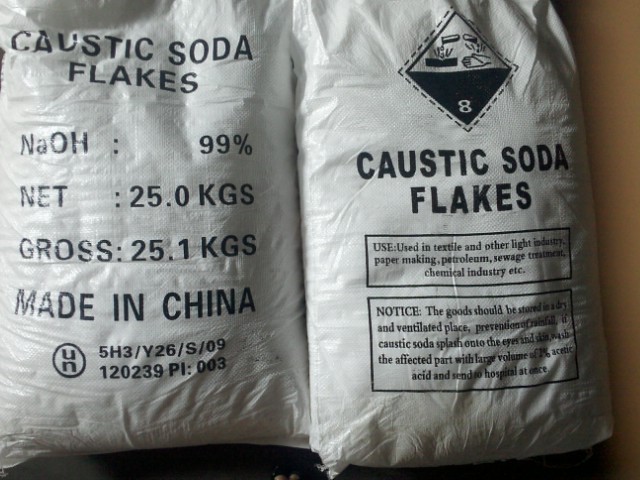 CAUSTIC SODA
FLAKES
NaOH : 99%
NET : 25.0 KGS
GROSS: 25.1 KGS
MADE IN CHINA
un 5H3/Y26/S/09
120239 PI: 003
8
CAUSTIC SODA
FLAKES
USE:Used in textile and other light industry,
paper making, petroleum, sewage treatment,
chemical industry etc.
NOTICE: The goods should be stored in a dry
and ventilated place, prevention rainfall, if
caustic soda splash onto the eyes and skin, wash
the affected part with large volume of 2% acetic
acid and send to hospital at once.